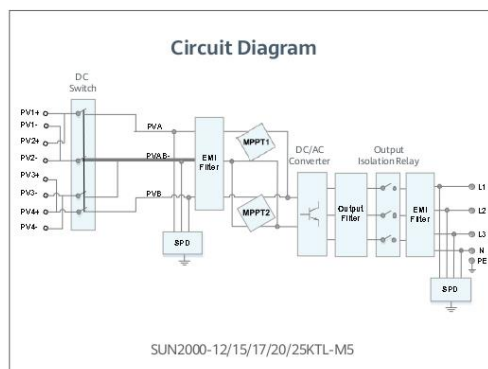 Circuit Diagram
DC
Switch
PV1+
PV1-
PV2+
PV2-
PV3+
PV3-
PV4+
PV4-
PVA
PVAB-
PVB
EMI
Filter
SPD
MPPT1
MPPT2
DC/AC
Converter
Output
Filter
Output
Isolation Relay
EMI
Filter
L1
L2
L3
N
PE
SPD
SUN2000-12/15/17/20/25KTL-M5